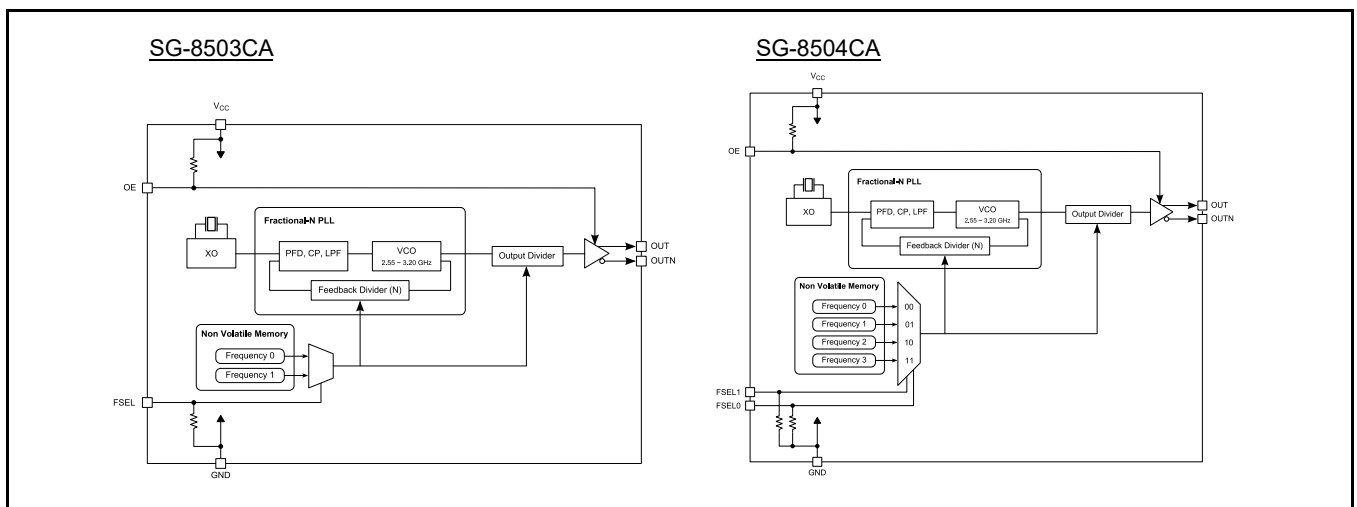 SG-8503CA
VCC
OE
XO
Fractional-N PLL
PFD, CP, LPF
VCO
2.55 ~ 3.20 GHz
Feedback Divider (N)
Output Divider
OUT
OUTN
Non Volatile Memory
Frequency 0
Frequency 1
FSEL
GND
SG-8504CA
VCC
OE
XO
Fractional-N PLL
PFD, CP, LPF
VCO
2.55 ~ 3.20 GHz
Feedback Divider (N)
Output Divider
OUT
OUTN
Non Volatile Memory
Frequency 0
00
Frequency 1
01
Frequency 2
10
Frequency 3
11
FSEL1
FSEL0
GND